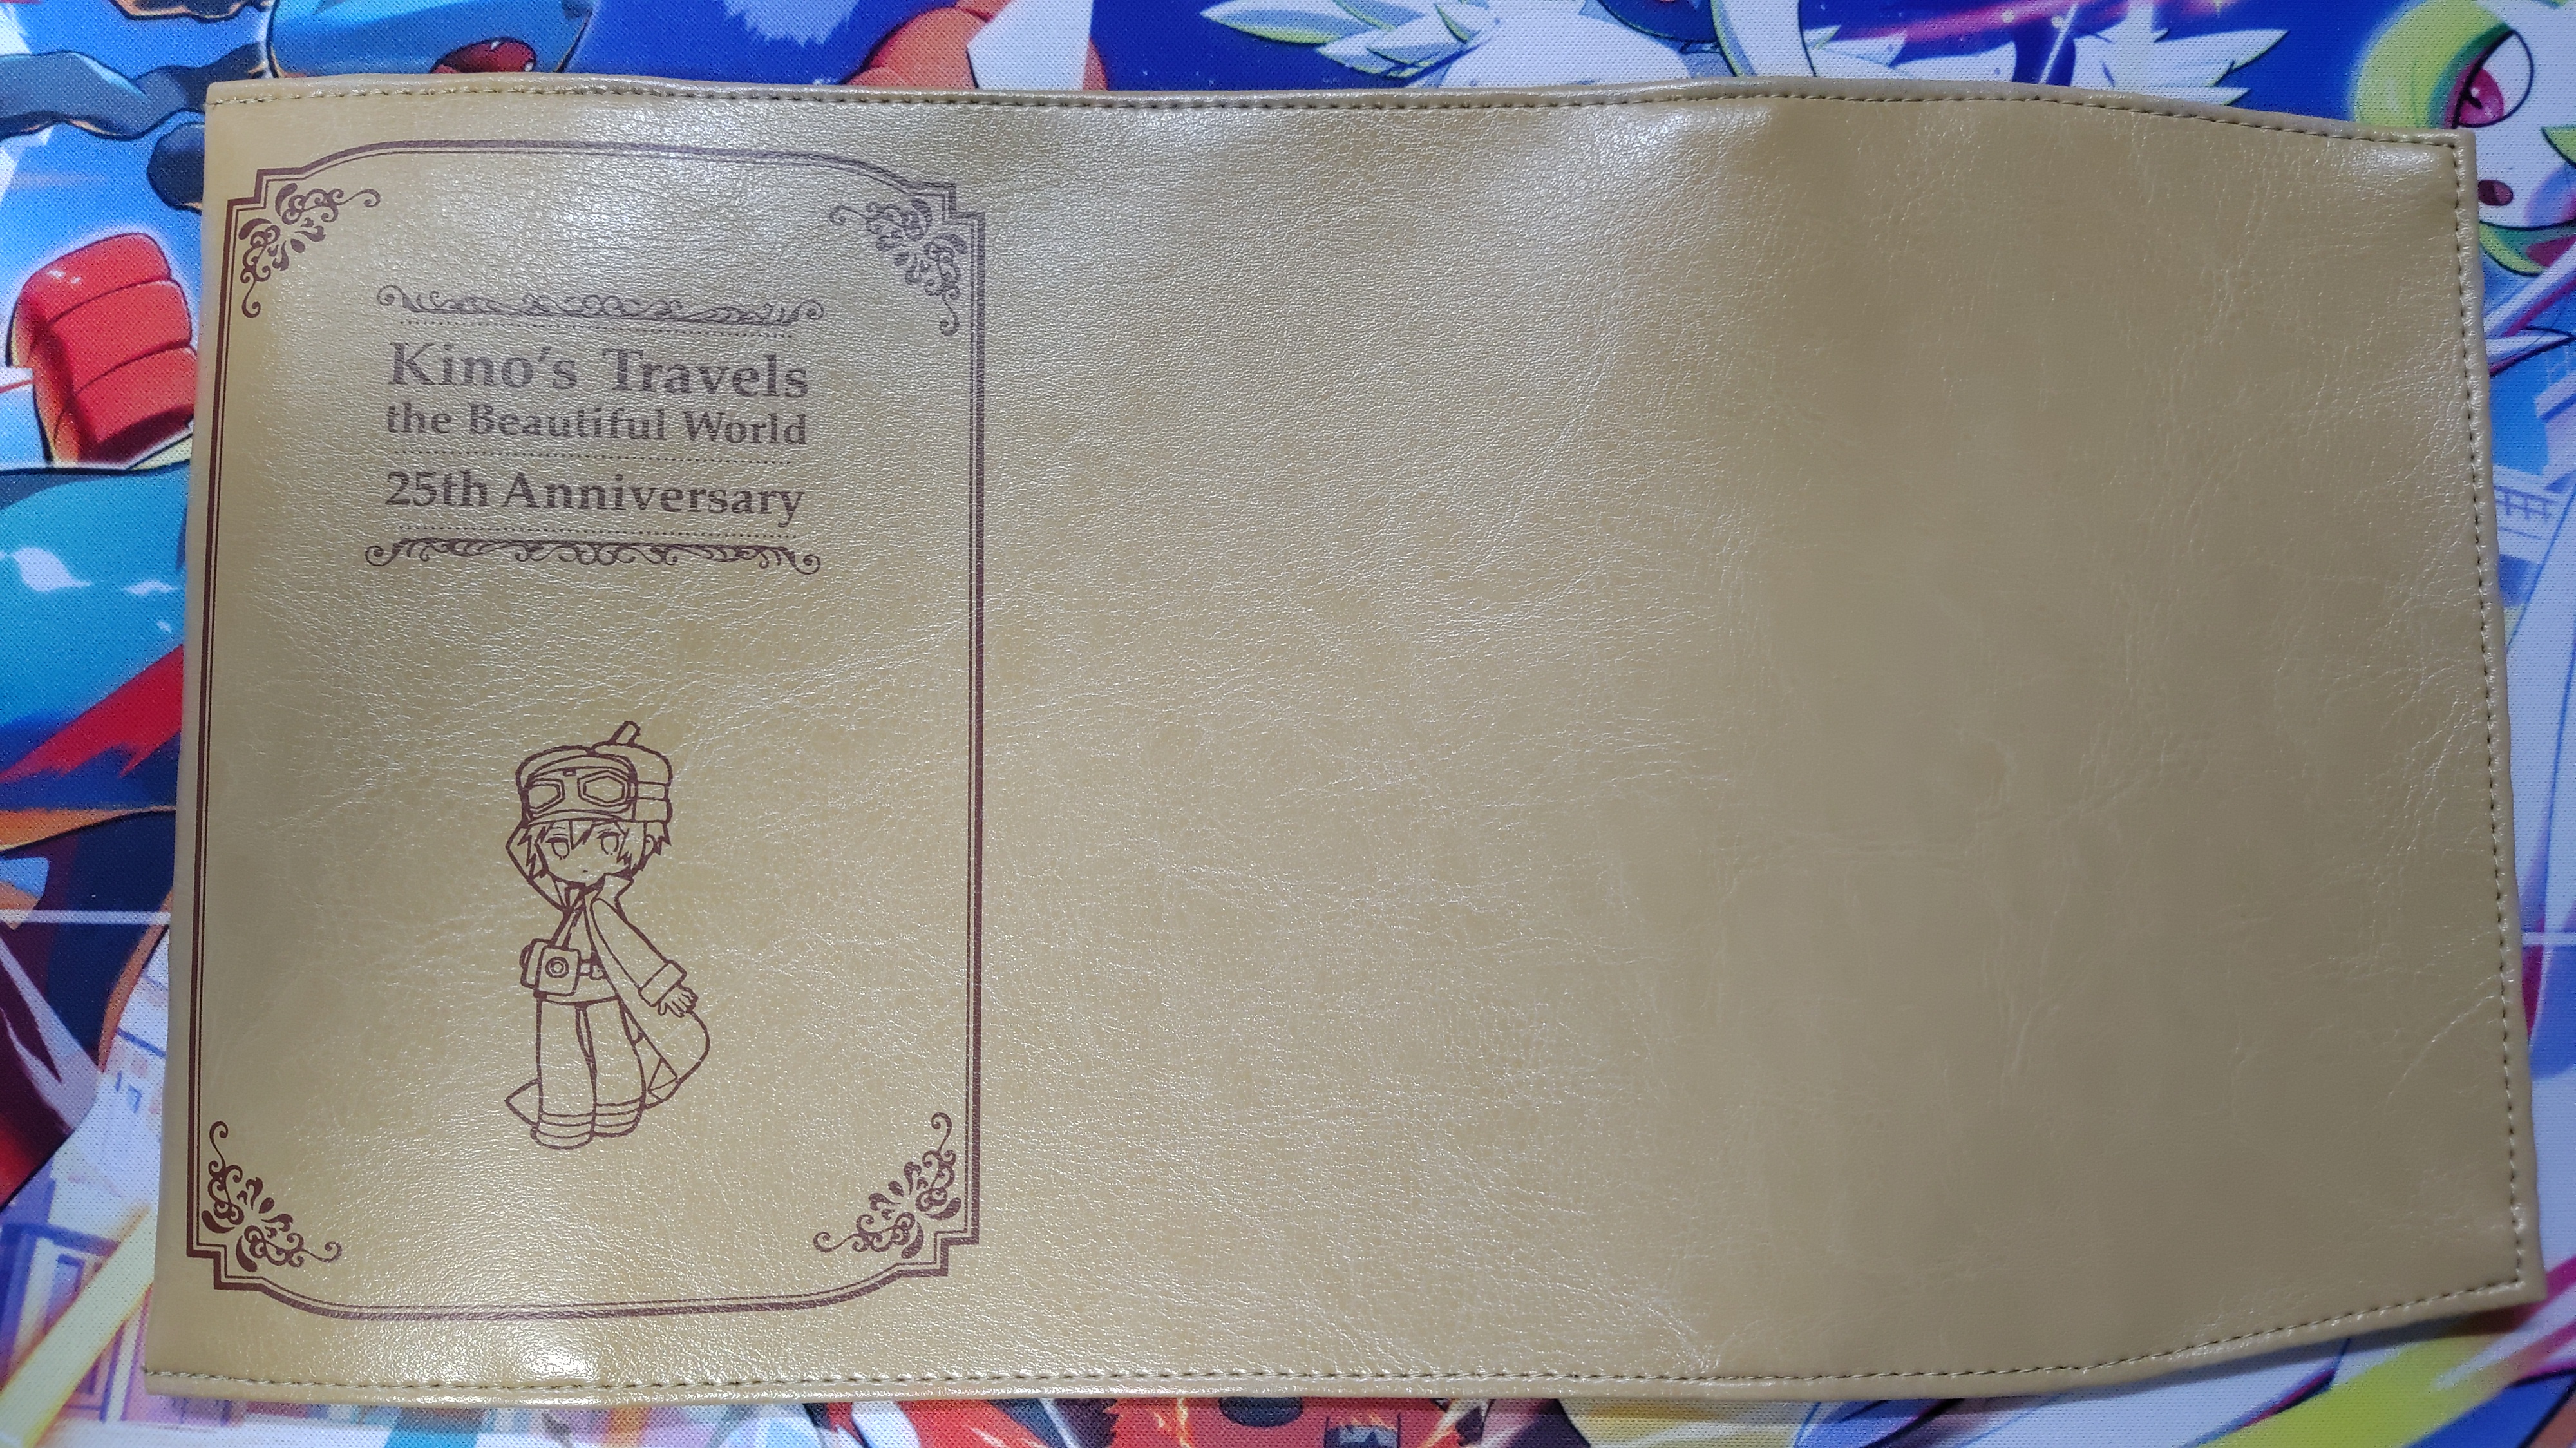 Kino's Travels
the Beautiful World
25th Anniversary